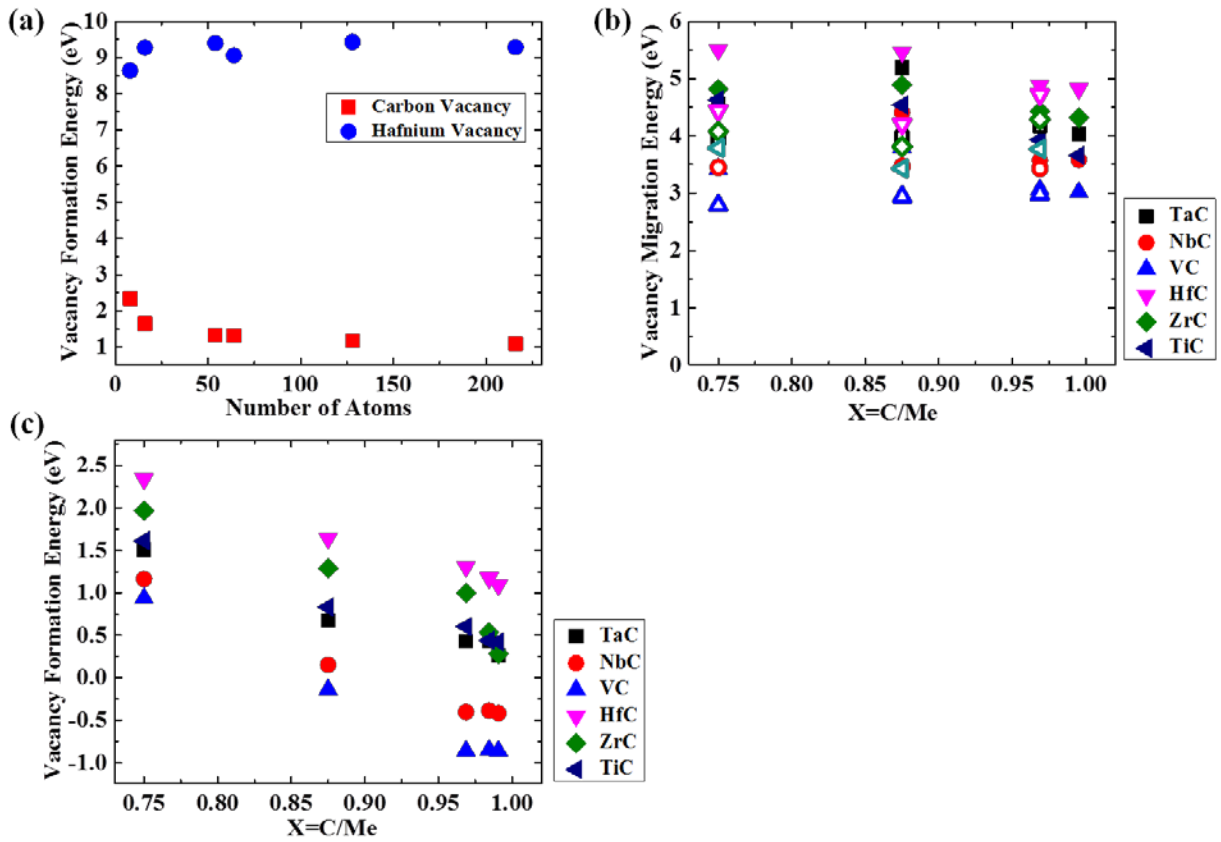 (a)
Vacancy Formation Energy (eV)
10
9
8
7
6
5
4
3
2
1
Carbon Vacancy
Hafnium Vacancy
0
50
100
150
200
Number of Atoms
(b)
Vacancy Migration Energy (eV)
6
5
4
3
2
1
0
0.75
0.80
0.85
0.90
0.95
1.00
X=C/Me
TaC
NbC
VC
HfC
ZrC
TiC
(c)
Vacancy Formation Energy (eV)
2.5
2.0
1.5
1.0
0.5
0.0
-0.5
-1.0
0.75
0.80
0.85
0.90
0.95
1.00
X=C/Me
TaC
NbC
VC
HfC
ZrC
TiC